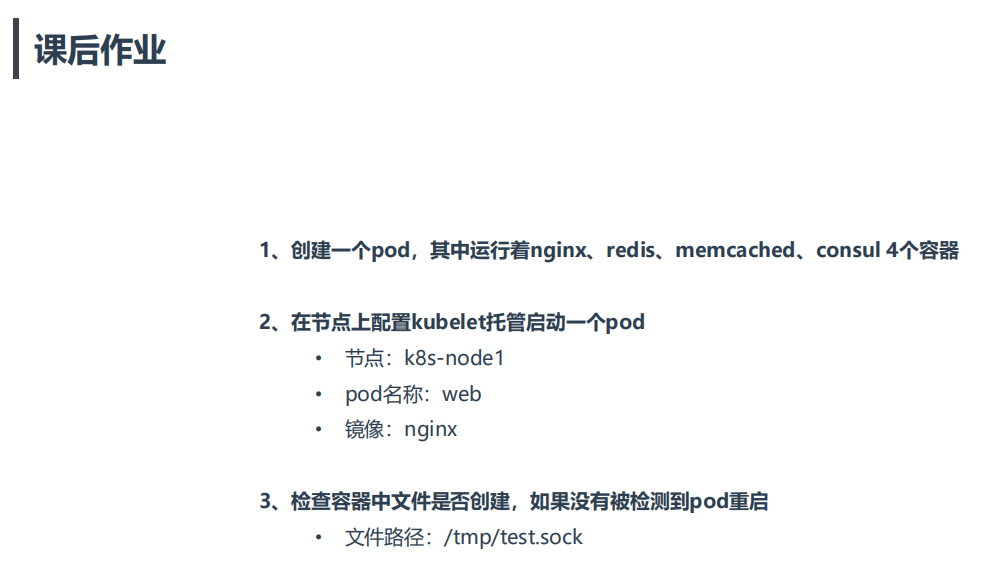 课后作业
1、创建一个pod，其中运行着nginx、redis、memcached、consul 4个容器
2、在节点上配置kubelet托管启动一个pod
• 节点：k8s-node1
• pod名称：web
• 镜像：nginx
3、检查容器中文件是否创建，如果没有被检测到pod重启
• 文件路径：/tmp/test.sock